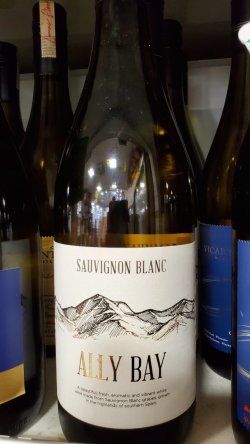 SAUVIGNON BLANC
ALLY BAY
A beautiful fresh, aromatic and vibrant white
wine made from Sauvignon Blanc grapes grown
in the highlands of southern Spain.